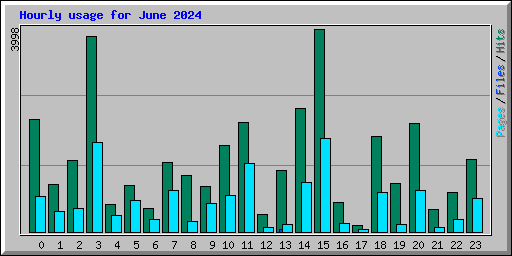 Hourly usage for June 2024
3998
Pages / Files / Hits
0 1 2 3 4 5 6 7 8 9 10 11 12 13 14 15 16 17 18 19 20 21 22 23